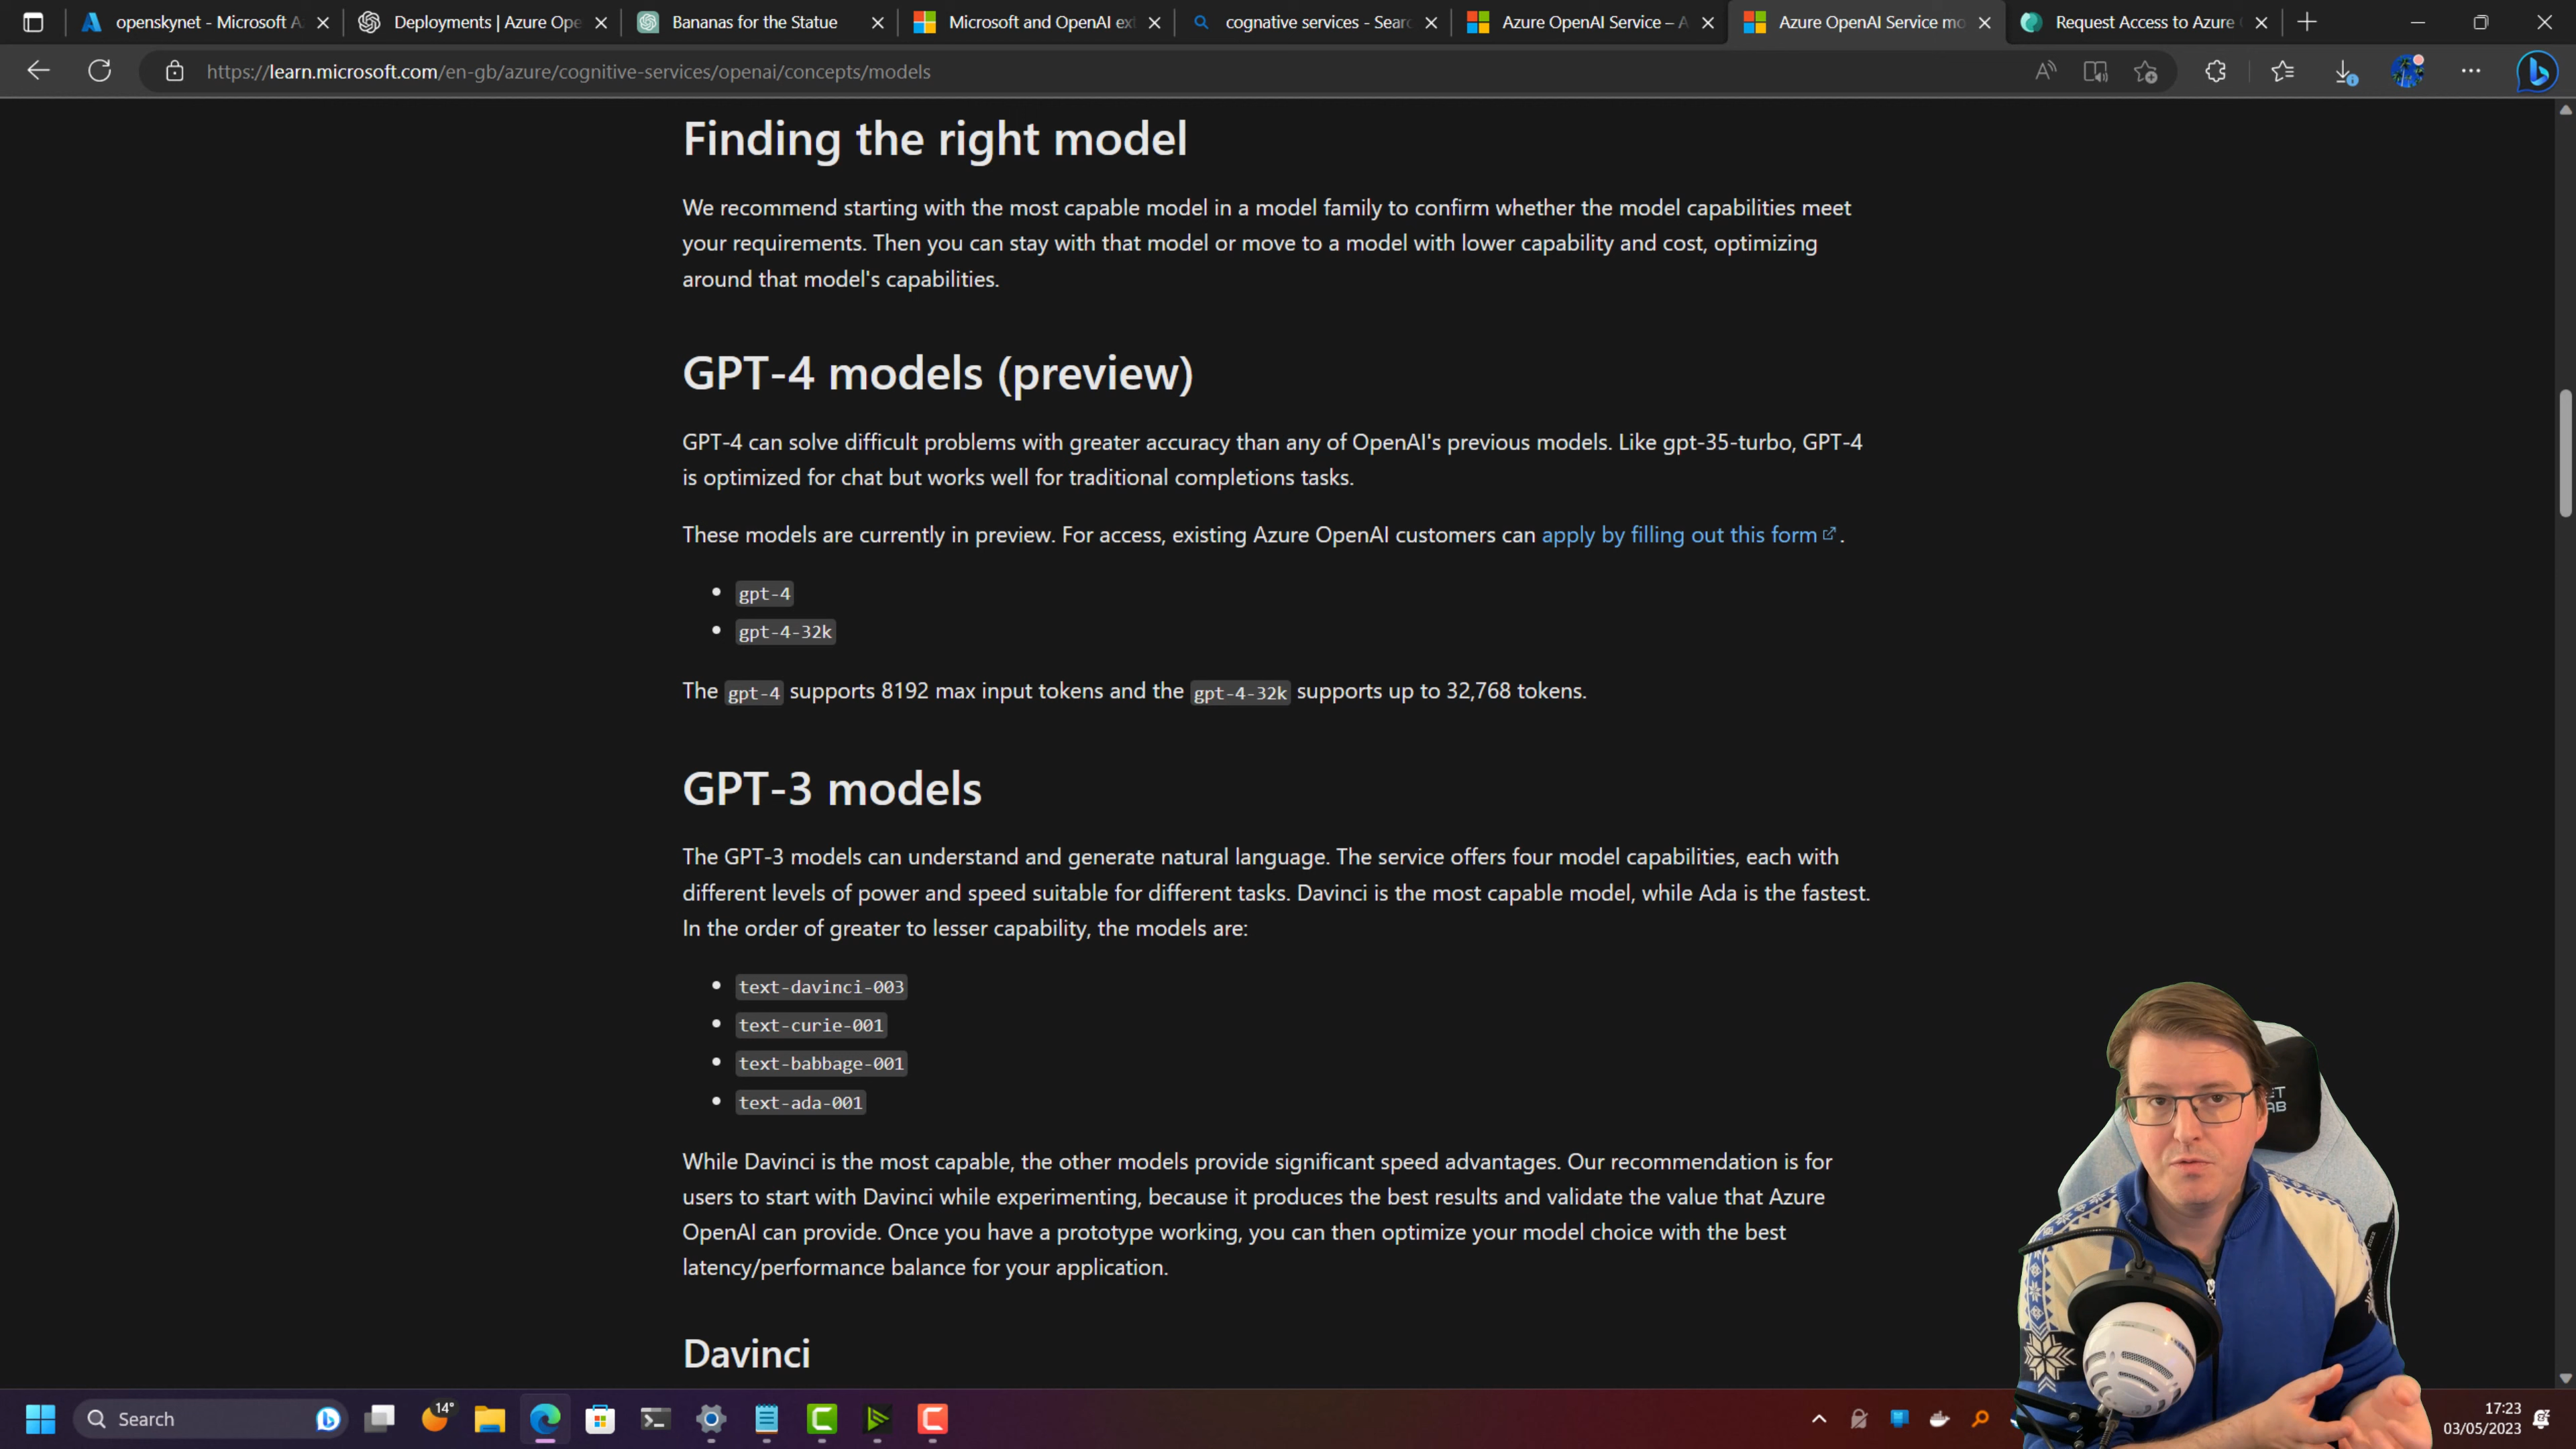 openskynet - Microsoft A
Deployments | Azure Ope
Bananas for the Statue
Microsoft and OpenAI ext
cognative services - Searc
Azure OpenAI Service – A
Azure OpenAI Service mo
Request Access to Azure
https://learn.microsoft.com/en-gb/azure/cognitive-services/openai/concepts/models
Finding the right model
We recommend starting with the most capable model in a model family to confirm whether the model capabilities meet
your requirements. Then you can stay with that model or move to a model with lower capability and cost, optimizing
around that model's capabilities.
GPT-4 models (preview)
GPT-4 can solve difficult problems with greater accuracy than any of OpenAI's previous models. Like gpt-35-turbo, GPT-4
is optimized for chat but works well for traditional completions tasks.
These models are currently in preview. For access, existing Azure OpenAI customers can apply by filling out this form.
gpt-4
gpt-4-32k
The gpt-4 supports 8192 max input tokens and the gpt-4-32k supports up to 32,768 tokens.
GPT-3 models
The GPT-3 models can understand and generate natural language. The service offers four model capabilities, each with
different levels of power and speed suitable for different tasks. Davinci is the most capable model, while Ada is the fastest.
In the order of greater to lesser capability, the models are:
text-davinci-003
text-curie-001
text-babbage-001
text-ada-001
While Davinci is the most capable, the other models provide significant speed advantages. Our recommendation is for
users to start with Davinci while experimenting, because it produces the best results and validate the value that Azure
OpenAI can provide. Once you have a prototype working, you can then optimize your model choice with the best
latency/performance balance for your application.
Davinci
Search
14°
17:23
03/05/2023